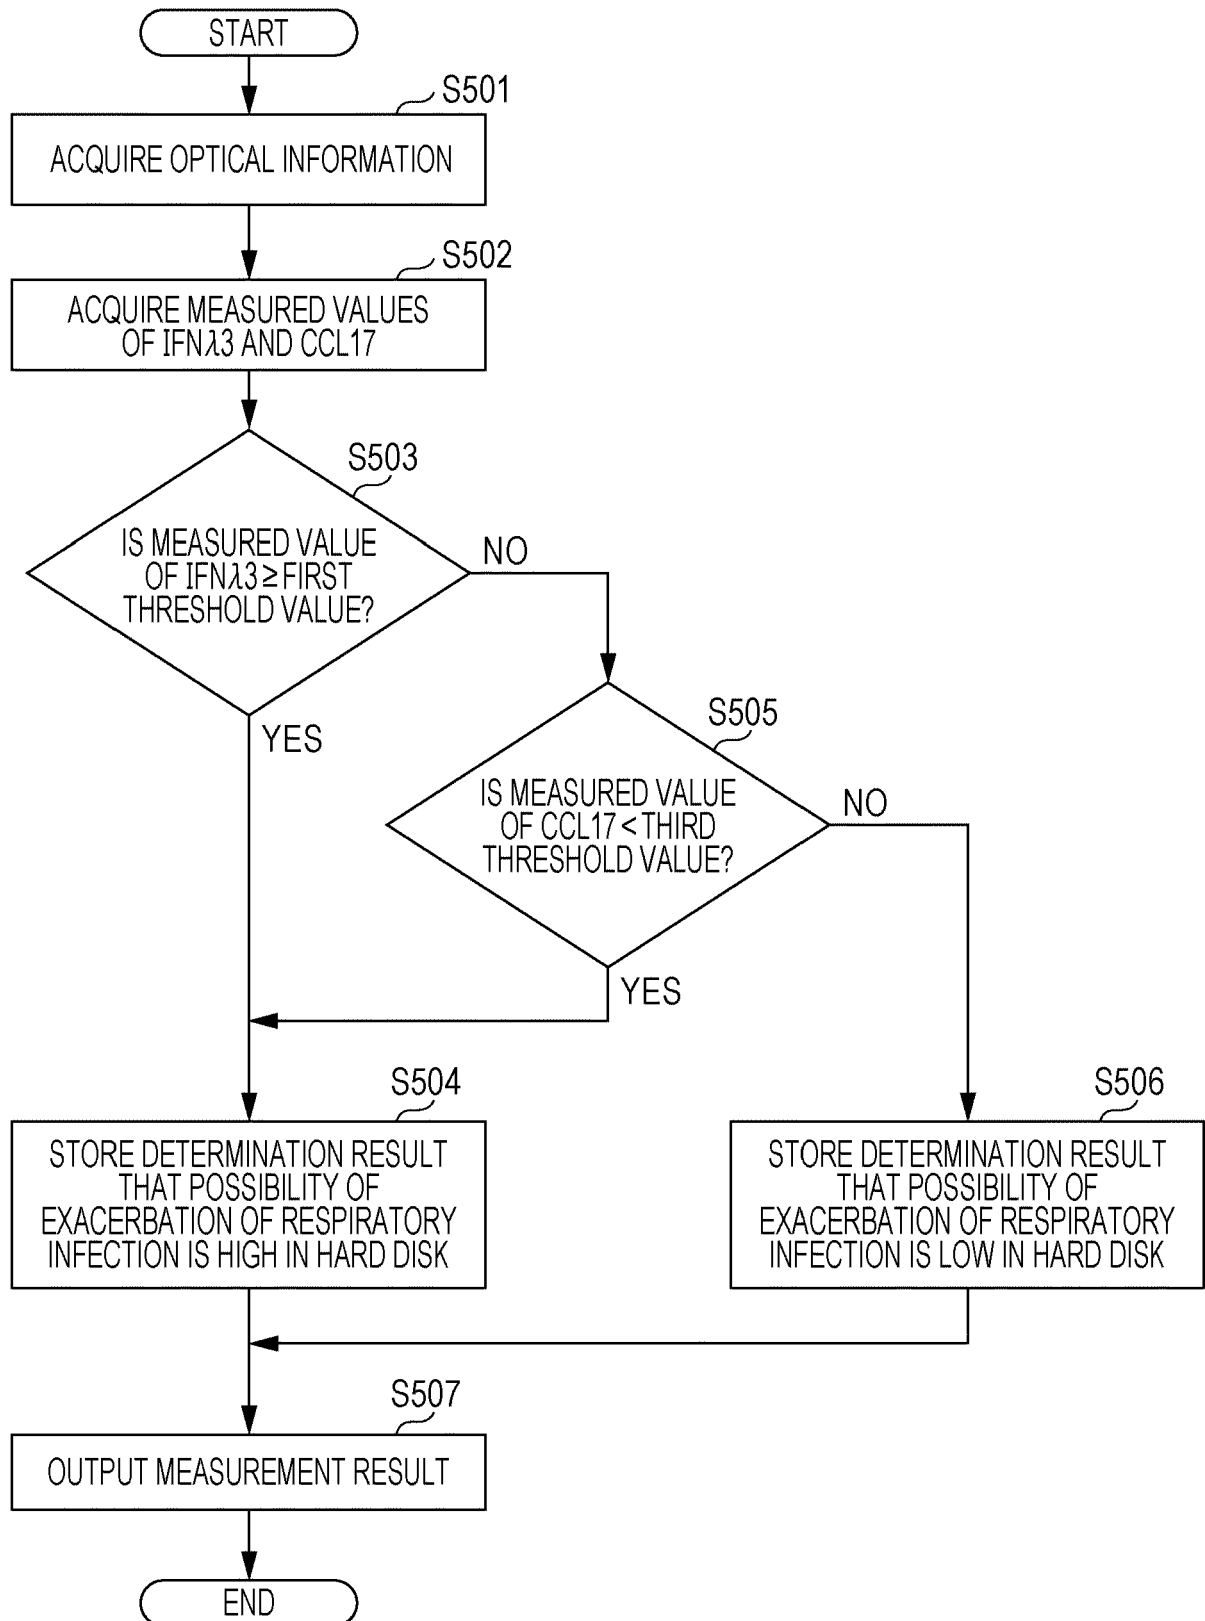 START
S501
ACQUIRE OPTICAL INFORMATION
S502
ACQUIRE MEASURED VALUES
OF IFNλ3 AND CCL17
S503
IS MEASURED VALUE
OF IFNλ3≥FIRST
THRESHOLD VALUE?
NO
YES
S505
IS MEASURED VALUE
OF CCL17<THIRD
THRESHOLD VALUE?
NO
YES
S504
STORE DETERMINATION RESULT
THAT POSSIBILITY OF
EXACERBATION OF RESPIRATORY
INFECTION IS HIGH IN HARD DISK
S506
STORE DETERMINATION RESULT
THAT POSSIBILITY OF
EXACERBATION OF RESPIRATORY
INFECTION IS LOW IN HARD DISK
S507
OUTPUT MEASUREMENT RESULT
END